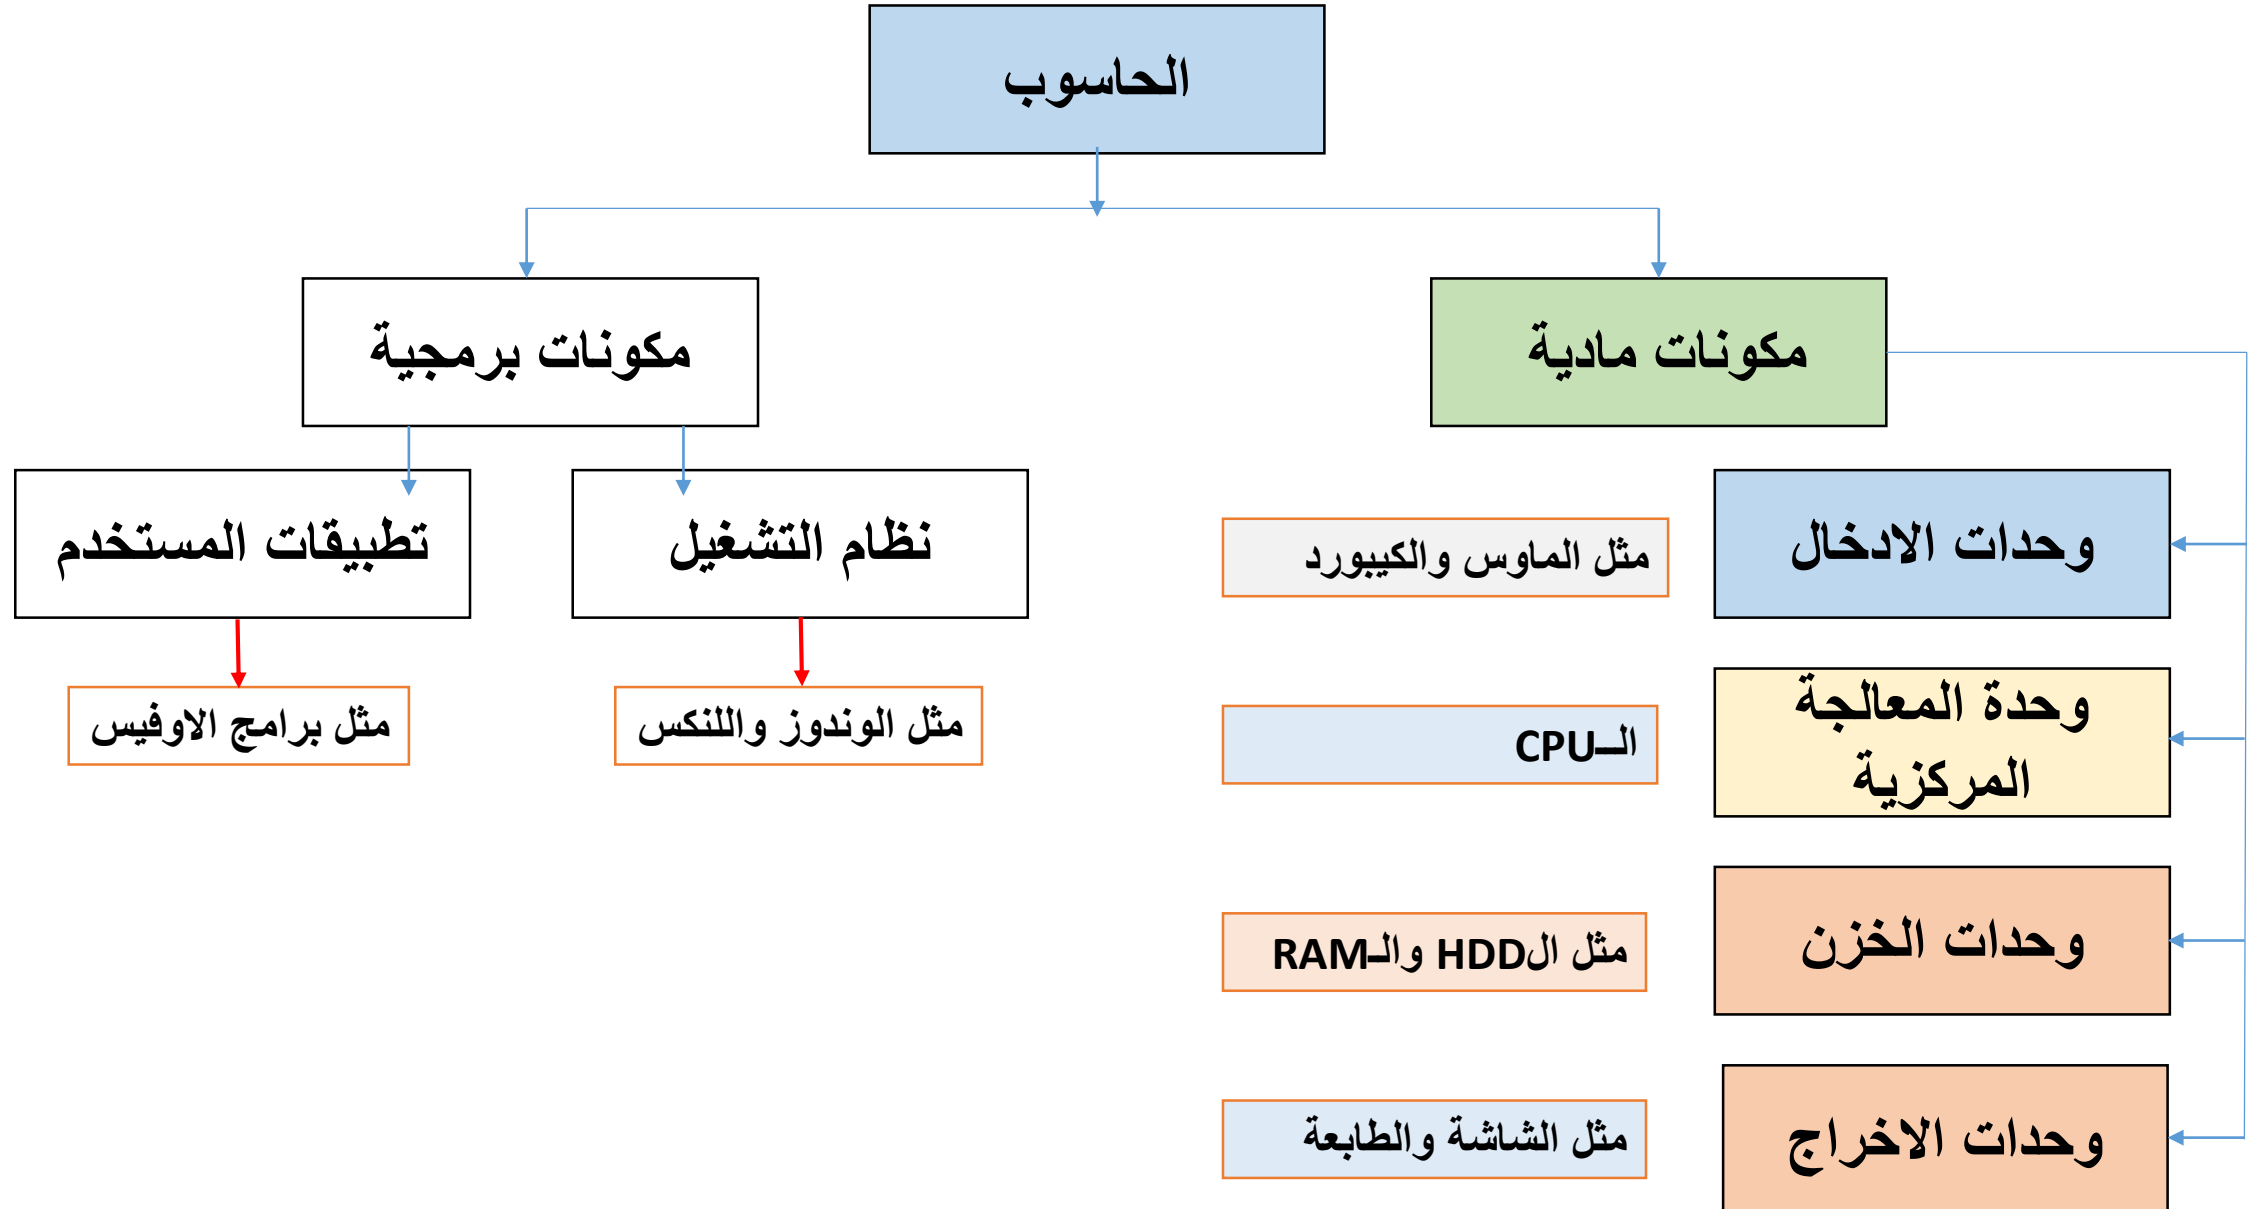 الحاسوب
مكونات مادية
مكونات برمجية
وحدات الادخال
مثل الماوس والكيبورد
وحدة المعالجة
المركزية
الــCPU
وحدات الخزن
مثل الHDD والـRAM
وحدات الاخراج
مثل الشاشة والطابعة
نظام التشغيل
تطبيقات المستخدم
مثل الوندوز واللنكس
مثل برامج الاوفيس